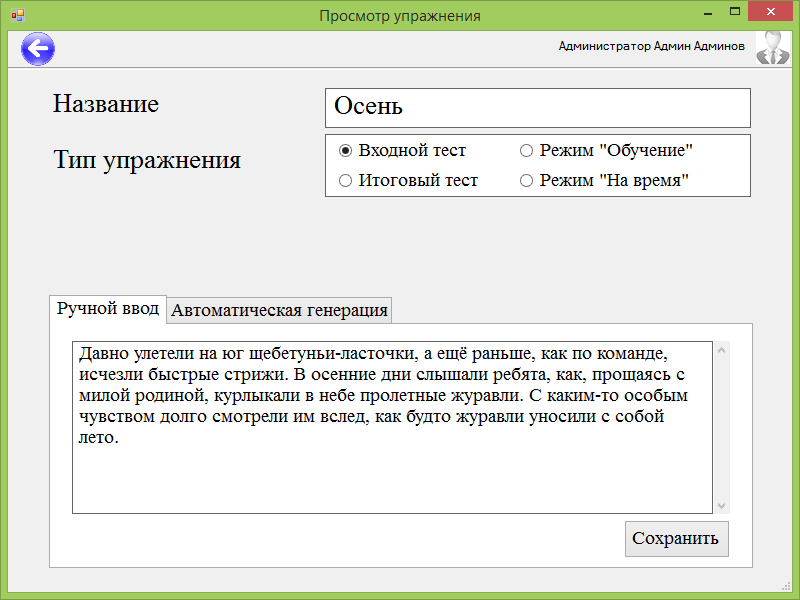 Просмотр упражнения
Администратор Админ Админов
Название
Осень
Тип упражнения
Входной тест
Режим "Обучение"
Итоговый тест
Режим "На время"
Ручной ввод
Автоматическая генерация
Давно улетели на юг щебетуньи-ласточки, а ещё раньше, как по команде,
исчезли быстрые стрижи. В осенние дни слышали ребята, как, прощаясь с
милой родиной, курлыкали в небе пролетные журавли. С каким-то особым
чувством долго смотрели им вслед, как будто журавли уносили с собой
лето.
Сохранить